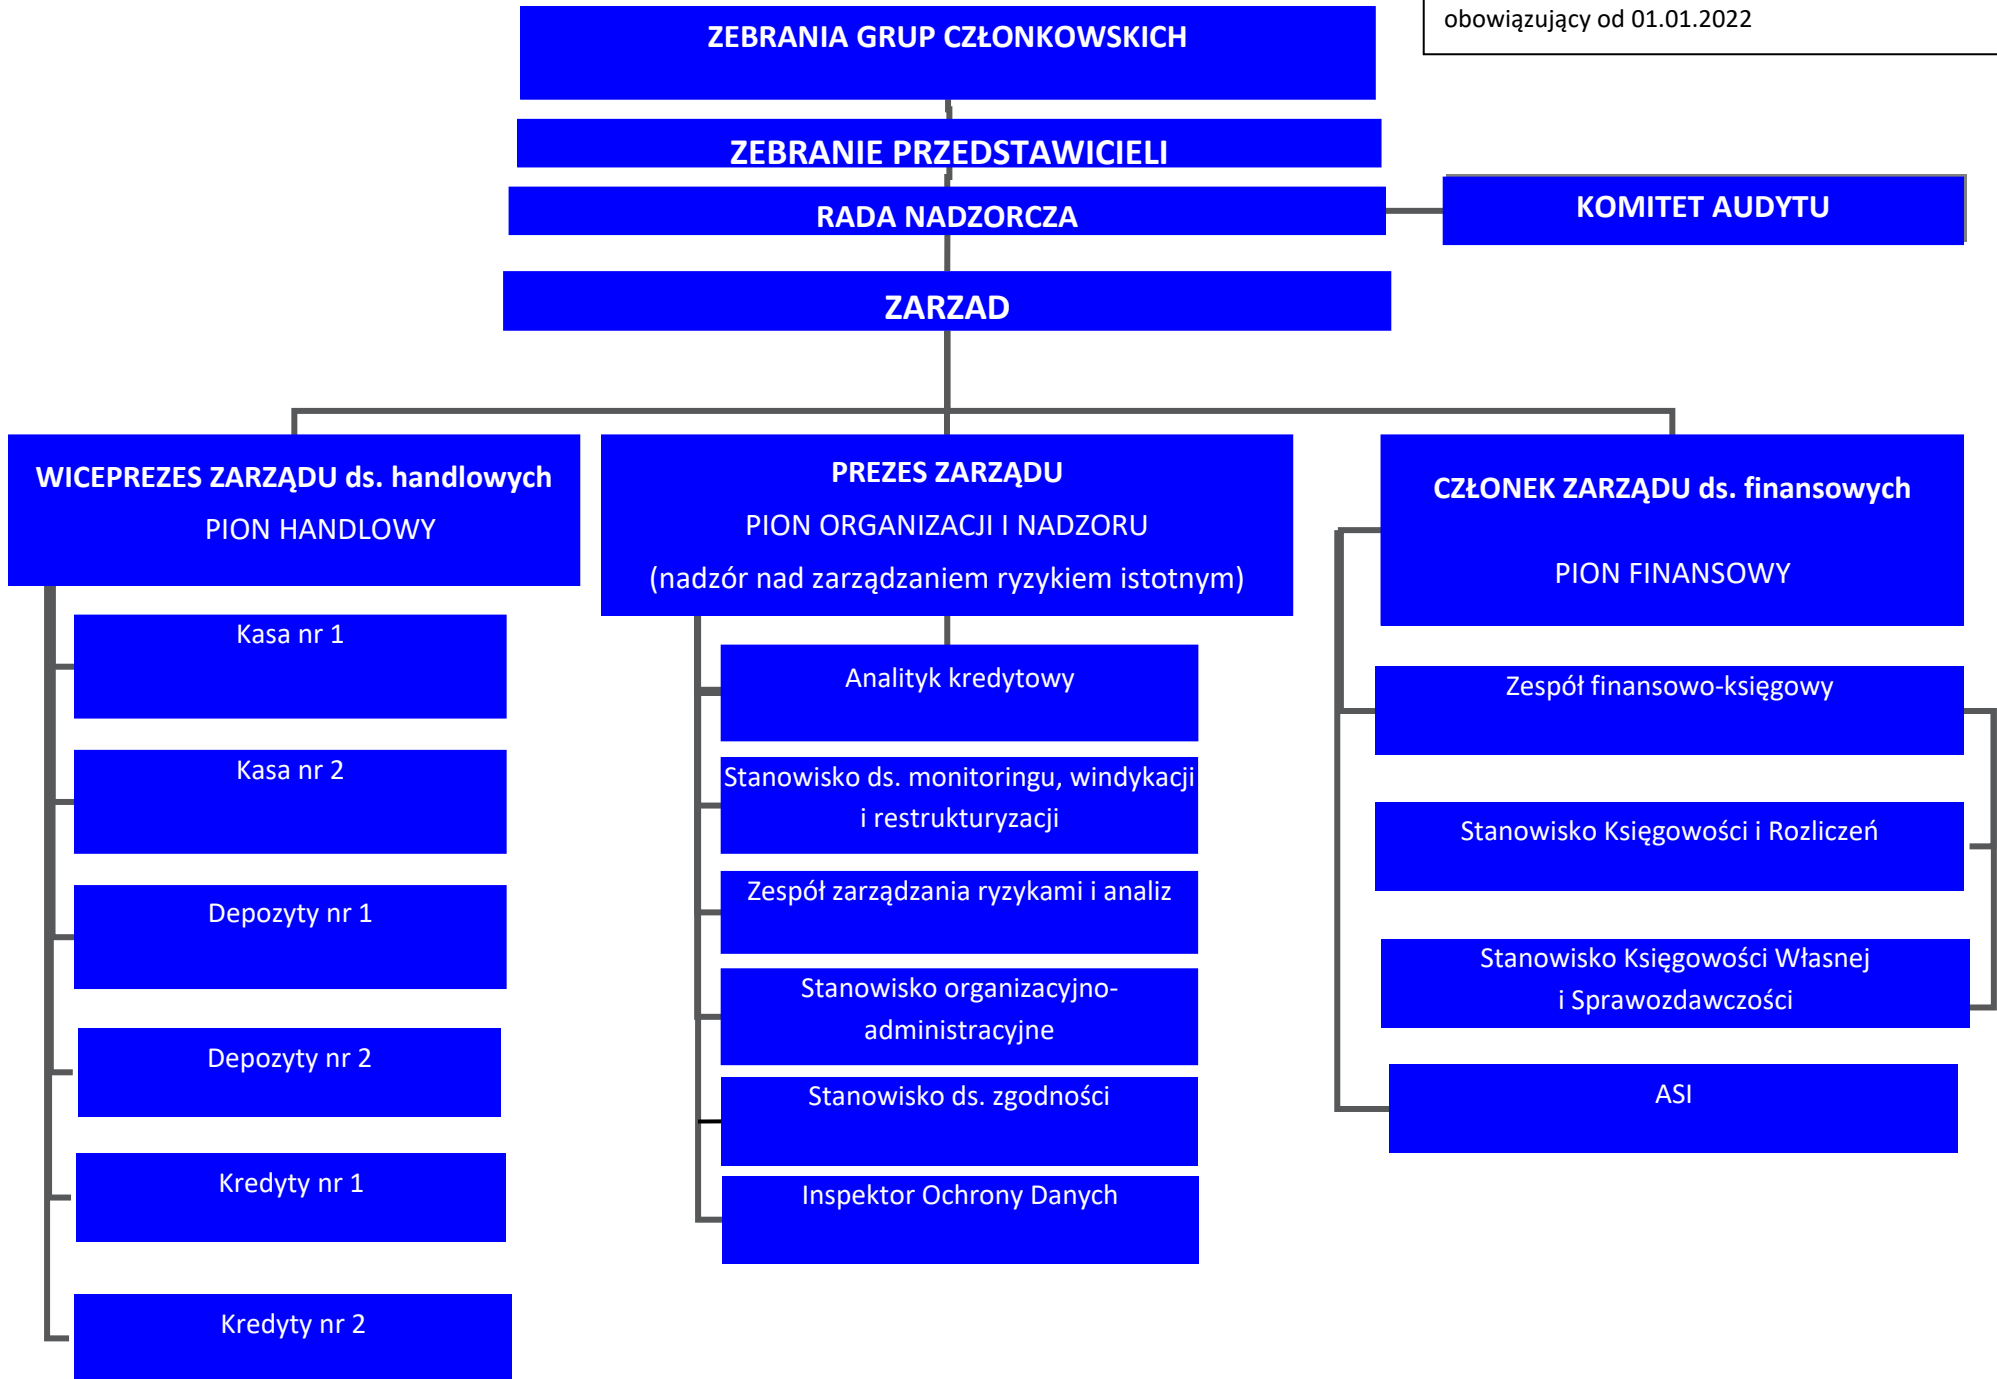 obowiązujący od 01.01.2022
ZEBRANIA GRUP CZŁONKOWSKICH
ZEBRANIE PRZEDSTAWICIELI
RADA NADZORCZA
KOMITET AUDYTU
ZARZAD
WICEPREZES ZARZĄDU ds. handlowych
PION HANDLOWY
Kasa nr 1
Kasa nr 2
Depozyty nr 1
Depozyty nr 2
Kredyty nr 1
Kredyty nr 2
PREZES ZARZĄDU
PION ORGANIZACJI I NADZORU
(nadzór nad zarządzaniem ryzykiem istotnym)
Analityk kredytowy
Stanowisko ds. monitoringu, windykacji
i restrukturyzacji
Zespół zarządzania ryzykami i analiz
Stanowisko organizacyjno-
administracyjne
Stanowisko ds. zgodności
Inspektor Ochrony Danych
CZŁONEK ZARZĄDU ds. finansowych
PION FINANSOWY
Zespół finansowo-księgowy
Stanowisko Księgowości i Rozliczeń
Stanowisko Księgowości Własnej
i Sprawozdawczości
ASI